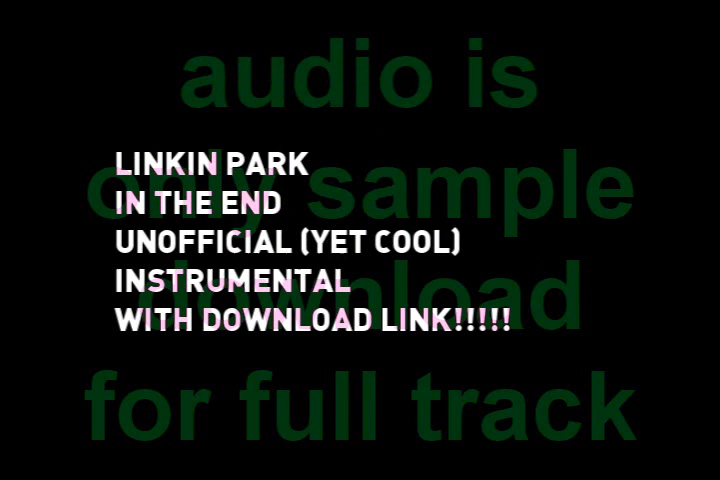 audio is
only sample
download
for full track
LINKIN PARK
IN THE END
UNOFFICIAL (YET COOL)
INSTRUMENTAL
WITH DOWNLOAD LINK!!!!!